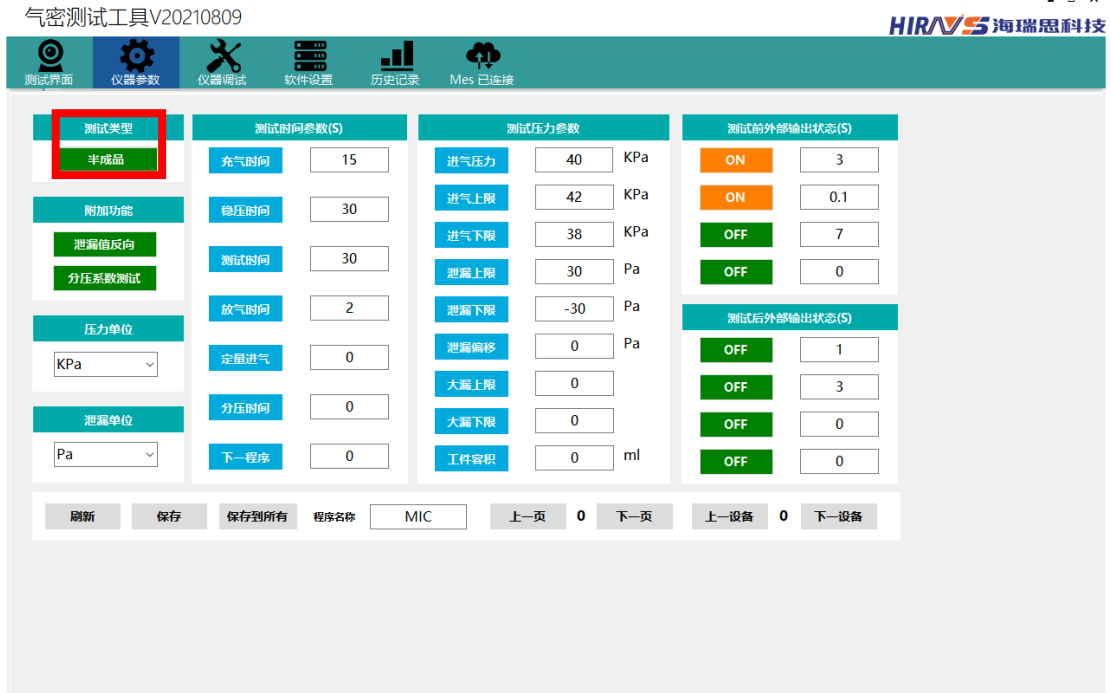 气密测试工具V20210809
HIRAYS 海瑞思科技
测试界面 仪器参数 仪器调试 软件设置 历史记录 Mes 已连接
测试类型
半成品
附加功能
泄漏值反向
分压系数测试
压力单位
KPa
泄漏单位
Pa
测试时间参数(S)
充气时间 15
稳压时间 30
测试时间 30
放气时间 2
定量进气 0
分压时间 0
下一程序 0
测试压力参数
进气压力 40 KPa
进气上限 42 KPa
进气下限 38 KPa
泄漏上限 30 Pa
泄漏下限 -30 Pa
泄漏偏移 0 Pa
大漏上限 0
大漏下限 0
工件容积 0 ml
测试前外部输出状态(S)
ON 3
ON 0.1
OFF 7
OFF 0
测试后外部输出状态(S)
OFF 1
OFF 3
OFF 0
OFF 0
刷新 保存 保存到所有 程序名称 MIC 上一页 0 下一页 上一设备 0 下一设备